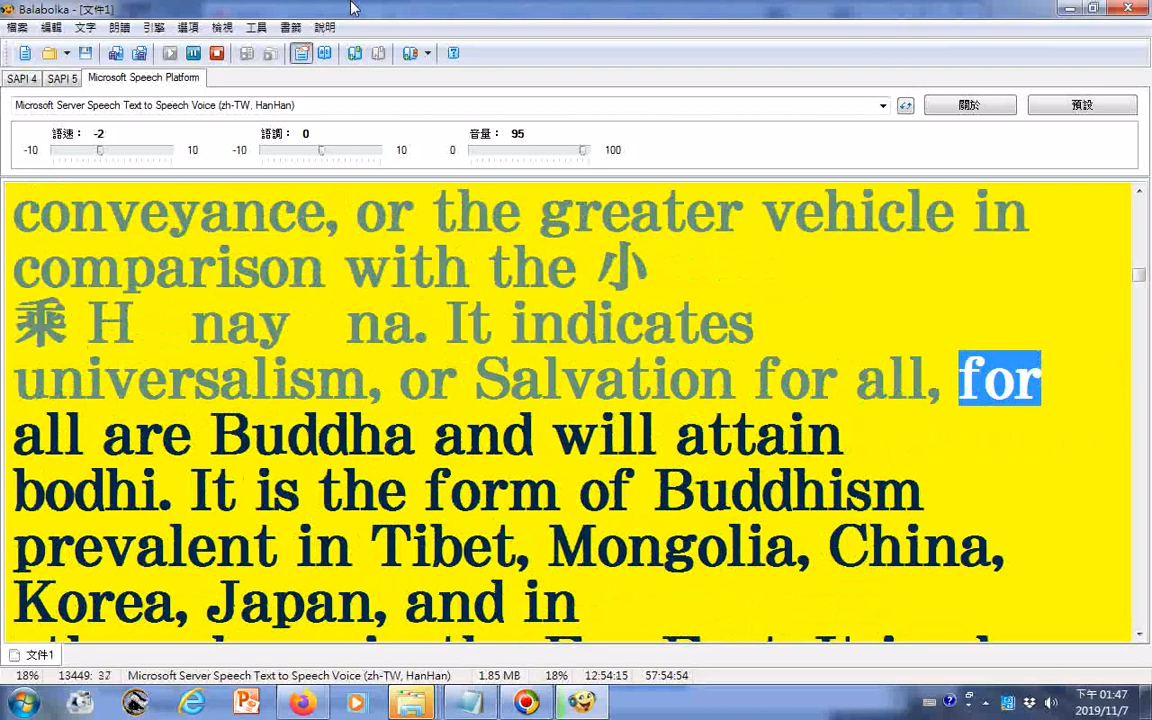 Balabolka - [文件1]
檔案 編輯 文字 朗讀 引擎 選項 檢視 工具 書籤 說明
SAPI 4 SAPI 5 Microsoft Speech Platform
Microsoft Server Speech Text to Speech Voice (zh-TW, HanHan)
關於 預設
語速： -2 語調： 0 音量： 95
-10 10 -10 10 0 100
conveyance, or the greater vehicle in
comparison with the 小
乘 H nay na. It indicates
universalism, or Salvation for all, for
all are Buddha and will attain
bodhi. It is the form of Buddhism
prevalent in Tibet, Mongolia, China,
Korea, Japan, and in
文件1
18% 13449: 37 Microsoft Server Speech Text to Speech Voice (zh-TW, HanHan) 1.85 MB 18% 12:54:15 57:54:54
下午 01:47
2019/11/7